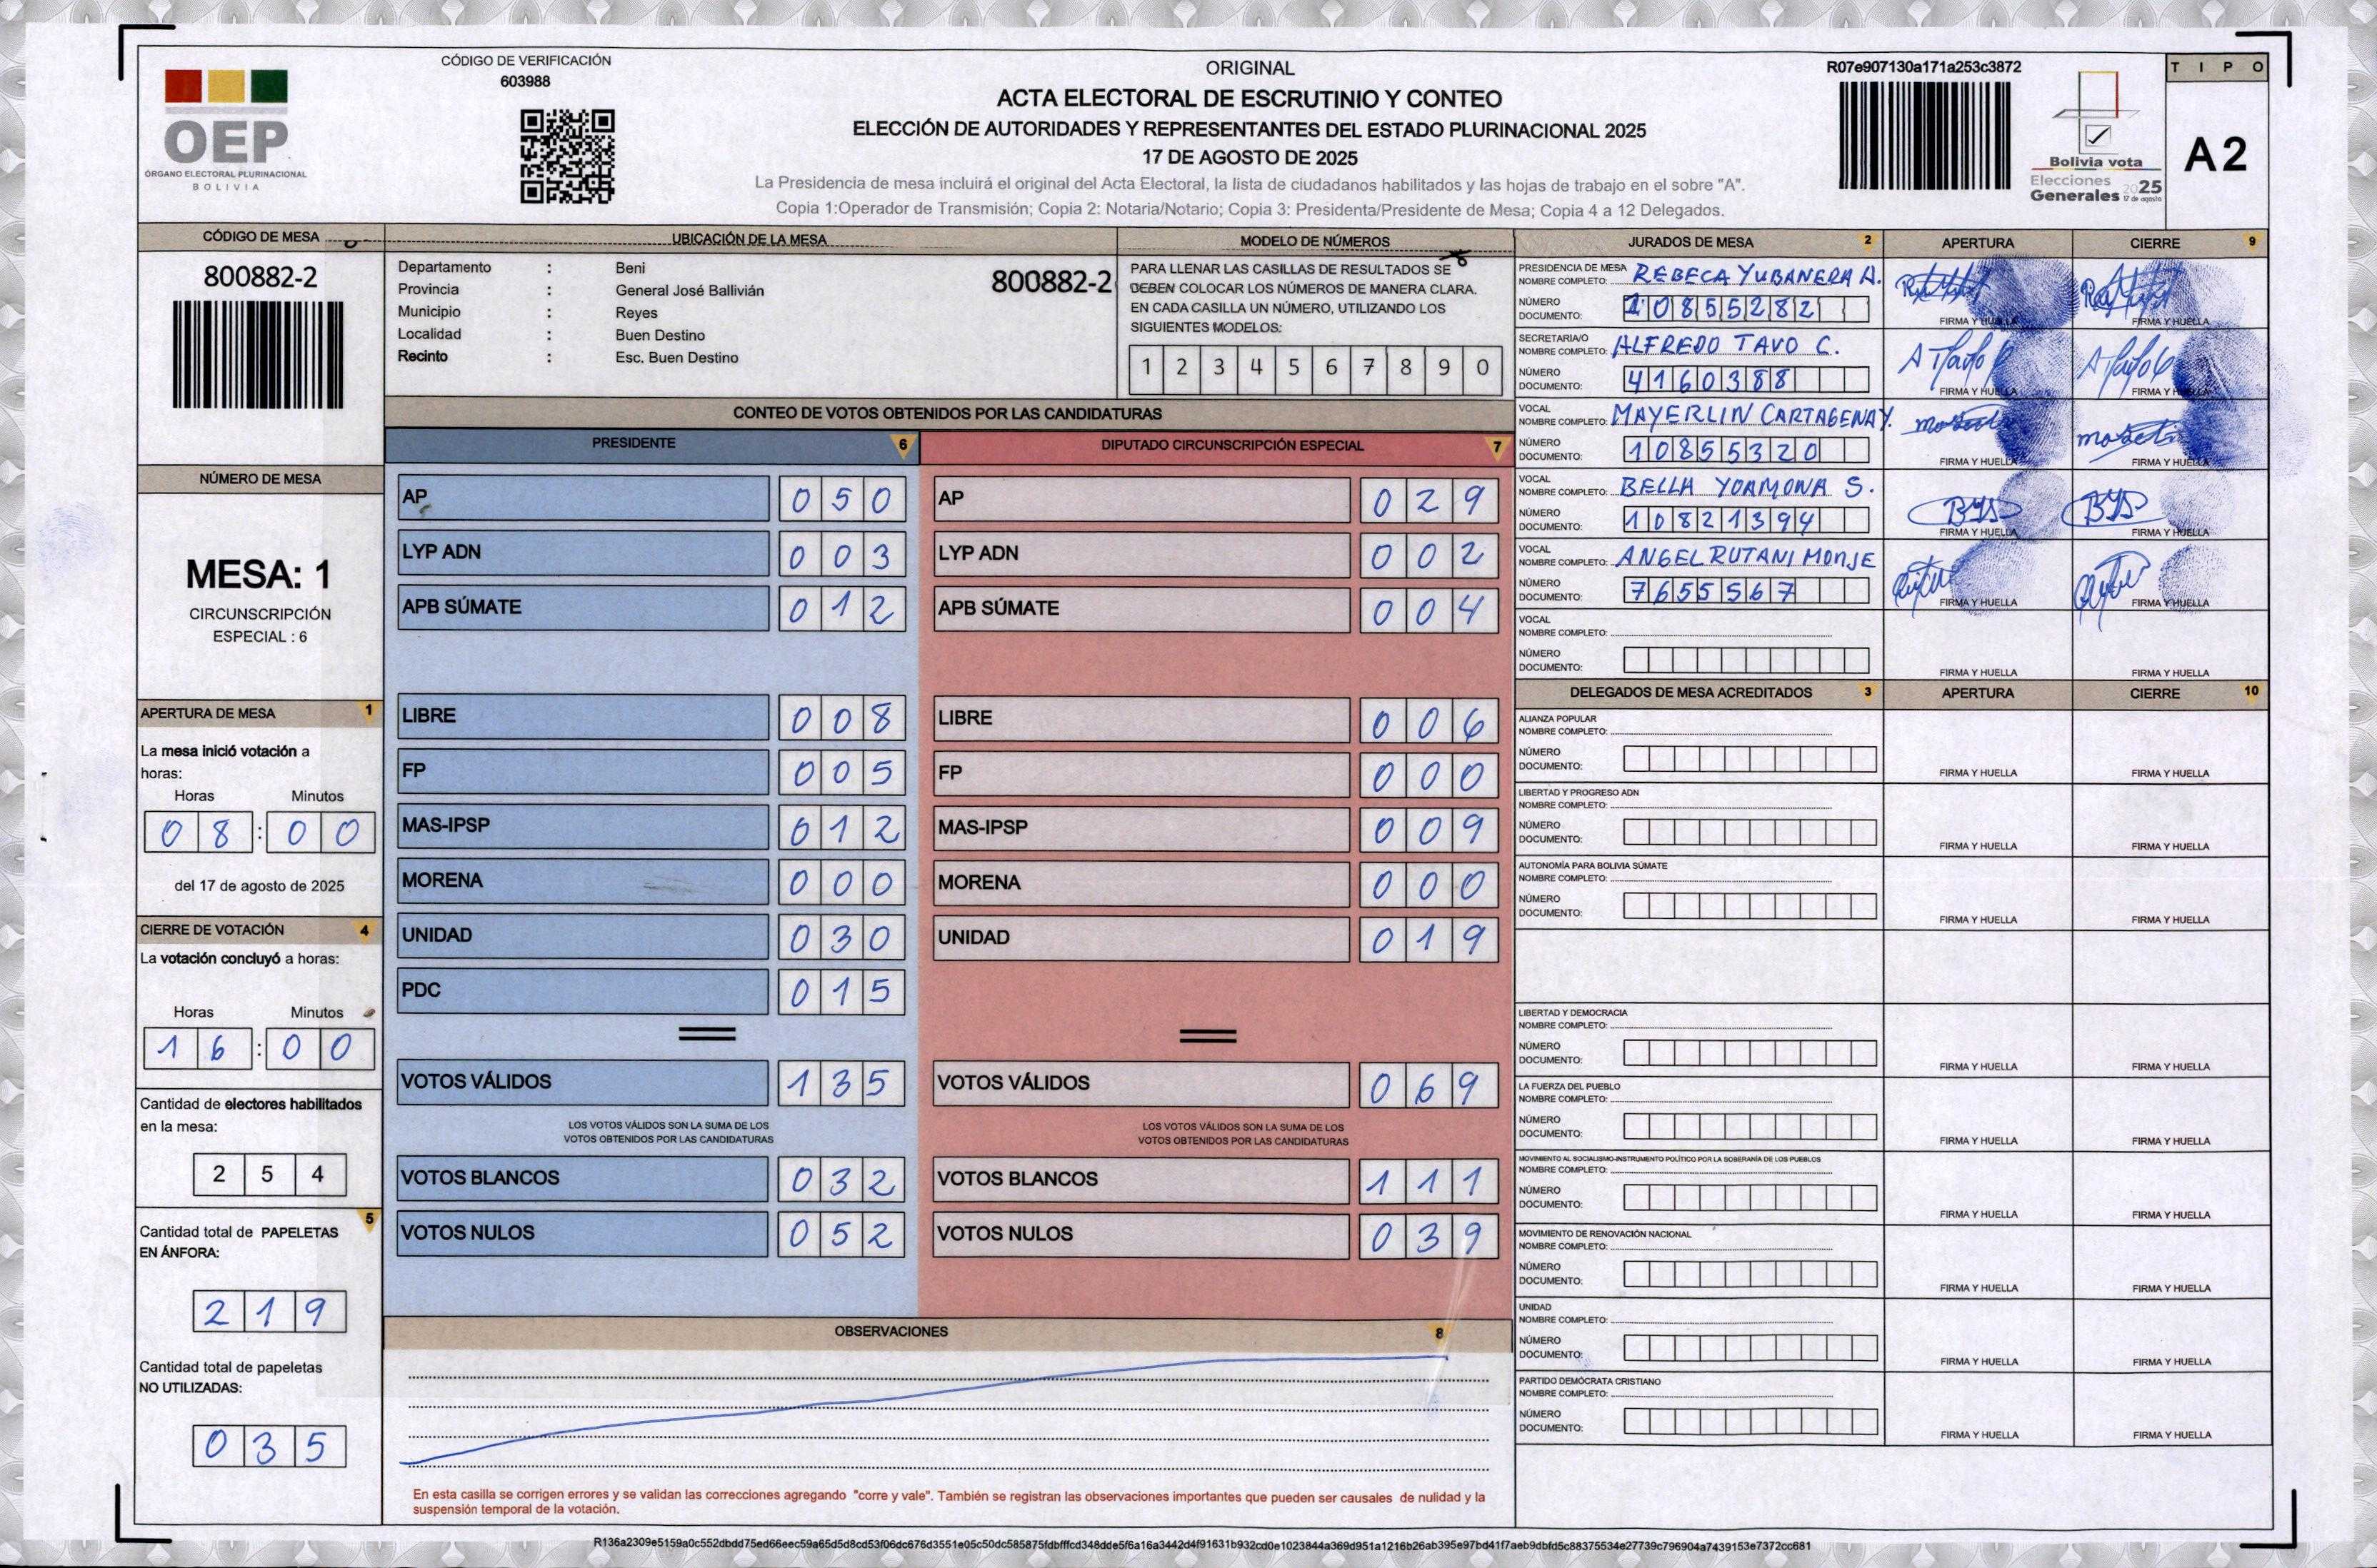 CÓDIGO DE VERIFICACIÓN
603988
OEP
ÓRGANO ELECTORAL PLURINACIONAL
BOLIVIA
ORIGINAL
ACTA ELECTORAL DE ESCRUTINIO Y CONTEO
ELECCIÓN DE AUTORIDADES Y REPRESENTANTES DEL ESTADO PLURINACIONAL 2025
17 DE AGOSTO DE 2025
La Presidencia de mesa incluirá el original del Acta Electoral, la lista de ciudadanos habilitados y las hojas de trabajo en el sobre "A".
Copia 1:Operador de Transmisión; Copia 2: Notaria/Notario; Copia 3: Presidenta/Presidente de Mesa; Copia 4 a 12 Delegados.
R07e907130a171a253c3872
Bolivia vota
Elecciones
Generales 2025
17 de agosto
TIPO
A2
CÓDIGO DE MESA
800882-2
NÚMERO DE MESA
MESA: 1
CIRCUNSCRIPCIÓN
ESPECIAL : 6
APERTURA DE MESA 1
La mesa inició votación a
horas:
Horas Minutos
08:00
del 17 de agosto de 2025
CIERRE DE VOTACIÓN 4
La votación concluyó a horas:
Horas Minutos
16:00
Cantidad de electores habilitados
en la mesa:
254
5
Cantidad total de PAPELETAS
EN ÁNFORA:
219
Cantidad total de papeletas
NO UTILIZADAS:
035
UBICACIÓN DE LA MESA
Departamento : Beni
800882-2
Provincia : General José Ballivián
Municipio : Reyes
Localidad : Buen Destino
Recinto : Esc. Buen Destino
MODELO DE NÚMEROS
PARA LLENAR LAS CASILLAS DE RESULTADOS SE
DEBEN COLOCAR LOS NÚMEROS DE MANERA CLARA.
EN CADA CASILLA UN NÚMERO, UTILIZANDO LOS
SIGUIENTES MODELOS:
1 2 3 4 5 6 7 8 9 0
CONTEO DE VOTOS OBTENIDOS POR LAS CANDIDATURAS
PRESIDENTE 6
AP 050
LYP ADN 003
APB SÚMATE 012
LIBRE 008
FP 005
MAS-IPSP 012
MORENA 000
UNIDAD 030
PDC 015
VOTOS VÁLIDOS 135
LOS VOTOS VÁLIDOS SON LA SUMA DE LOS
VOTOS OBTENIDOS POR LAS CANDIDATURAS
VOTOS BLANCOS 032
VOTOS NULOS 052
DIPUTADO CIRCUNSCRIPCIÓN ESPECIAL 7
AP 029
LYP ADN 002
APB SÚMATE 004
LIBRE 006
FP 000
MAS-IPSP 009
MORENA 000
UNIDAD 019
VOTOS VÁLIDOS 069
LOS VOTOS VÁLIDOS SON LA SUMA DE LOS
VOTOS OBTENIDOS POR LAS CANDIDATURAS
VOTOS BLANCOS 111
VOTOS NULOS 039
OBSERVACIONES 8
En esta casilla se corrigen errores y se validan las correcciones agregando "corre y vale". También se registran las observaciones importantes que pueden ser causales de nulidad y la
suspensión temporal de la votación.
JURADOS DE MESA 2 APERTURA CIERRE 9
PRESIDENCIA DE MESA
NOMBRE COMPLETO: REBECA YUBANERA A.
NÚMERO
DOCUMENTO: 10855282
FIRMA Y HUELLA FIRMA Y HUELLA
SECRETARIA/O
NOMBRE COMPLETO: ALFREDO TAVO C.
NÚMERO
DOCUMENTO: 4160388
FIRMA Y HUELLA FIRMA Y HUELLA
VOCAL
NOMBRE COMPLETO: MAYERLIN CARTAGENA Y.
NÚMERO
DOCUMENTO: 10855320
FIRMA Y HUELLA FIRMA Y HUELLA
VOCAL
NOMBRE COMPLETO: BELLA YORMONA S.
NÚMERO
DOCUMENTO: 10821394
FIRMA Y HUELLA FIRMA Y HUELLA
VOCAL
NOMBRE COMPLETO: ANGEL RUTANI MONJE
NÚMERO
DOCUMENTO: 7655567
FIRMA Y HUELLA FIRMA Y HUELLA
VOCAL
NOMBRE COMPLETO:
NÚMERO
DOCUMENTO:
FIRMA Y HUELLA FIRMA Y HUELLA
DELEGADOS DE MESA ACREDITADOS 3 APERTURA CIERRE 10
ALIANZA POPULAR
NOMBRE COMPLETO:
NÚMERO
DOCUMENTO:
FIRMA Y HUELLA FIRMA Y HUELLA
LIBERTAD Y PROGRESO ADN
NOMBRE COMPLETO:
NÚMERO
DOCUMENTO:
FIRMA Y HUELLA FIRMA Y HUELLA
AUTONOMÍA PARA BOLIVIA SÚMATE
NOMBRE COMPLETO:
NÚMERO
DOCUMENTO:
FIRMA Y HUELLA FIRMA Y HUELLA
LIBERTAD Y DEMOCRACIA
NOMBRE COMPLETO:
NÚMERO
DOCUMENTO:
FIRMA Y HUELLA FIRMA Y HUELLA
LA FUERZA DEL PUEBLO
NOMBRE COMPLETO:
NÚMERO
DOCUMENTO:
FIRMA Y HUELLA FIRMA Y HUELLA
MOVIMIENTO AL SOCIALISMO-INSTRUMENTO POLÍTICO POR LA SOBERANÍA DE LOS PUEBLOS
NOMBRE COMPLETO:
NÚMERO
DOCUMENTO:
FIRMA Y HUELLA FIRMA Y HUELLA
MOVIMIENTO DE RENOVACIÓN NACIONAL
NOMBRE COMPLETO:
NÚMERO
DOCUMENTO:
FIRMA Y HUELLA FIRMA Y HUELLA
UNIDAD
NOMBRE COMPLETO:
NÚMERO
DOCUMENTO:
FIRMA Y HUELLA FIRMA Y HUELLA
PARTIDO DEMÓCRATA CRISTIANO
NOMBRE COMPLETO:
NÚMERO
DOCUMENTO:
FIRMA Y HUELLA FIRMA Y HUELLA